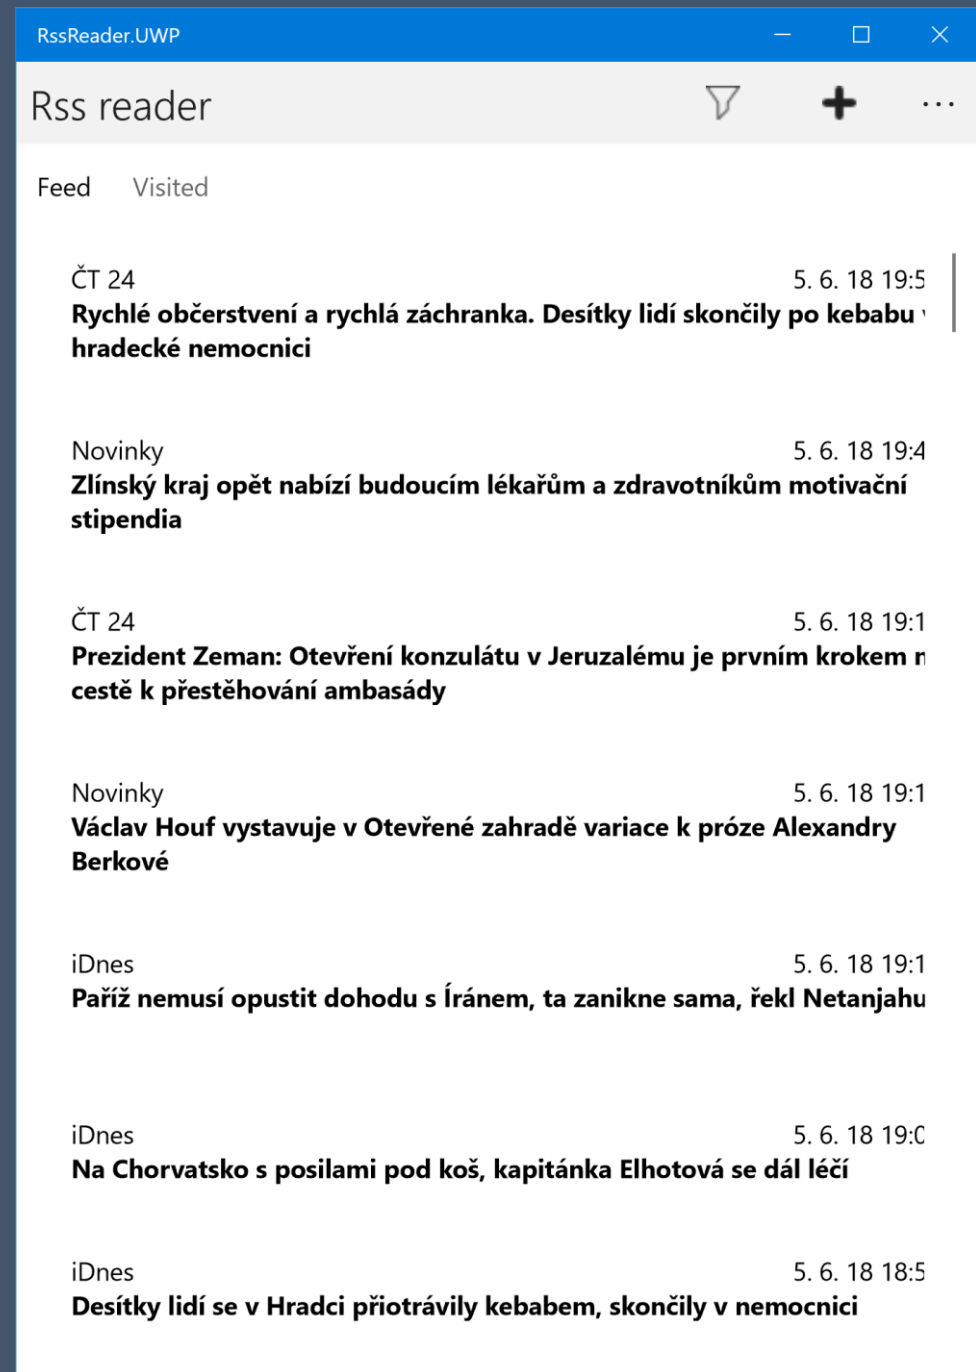 RssReader.UWP
Rss reader
Feed Visited
ČT 24 5. 6. 18 19:5
Rychlé občerstvení a rychlá záchranka. Desítky lidí skončily po kebabu
hradecké nemocnici
Novinky 5. 6. 18 19:4
Zlínský kraj opět nabízí budoucím lékařům a zdravotníkům motivační
stipendia
ČT 24 5. 6. 18 19:1
Prezident Zeman: Otevření konzulátu v Jeruzalému je prvním krokem
cestě k přestěhování ambasády
Novinky 5. 6. 18 19:1
Václav Houf vystavuje v Otevřené zahradě variace k próze Alexandry
Berkové
iDnes 5. 6. 18 19:1
Paříž nemusí opustit dohodu s Íránem, ta zanikne sama, řekl Netanjahu
iDnes 5. 6. 18 19:0
Na Chorvatsko s posilami pod koš, kapitánka Elhotová se dál léčí
iDnes 5. 6. 18 18:5
Desítky lidí se v Hradci přiotrávily kebabem, skončily v nemocnici